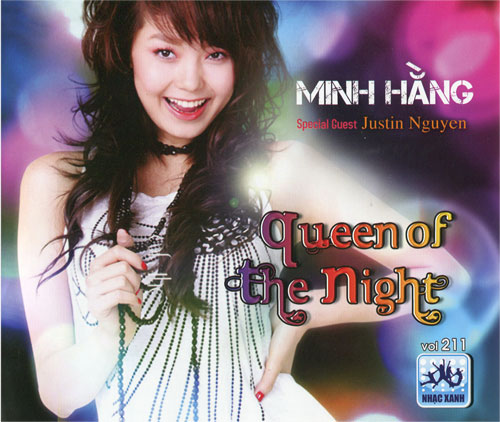 MINH HẰNG
Special Guest Justin Nguyen
Queen of
the Night
vol 211
NHẠC XANH